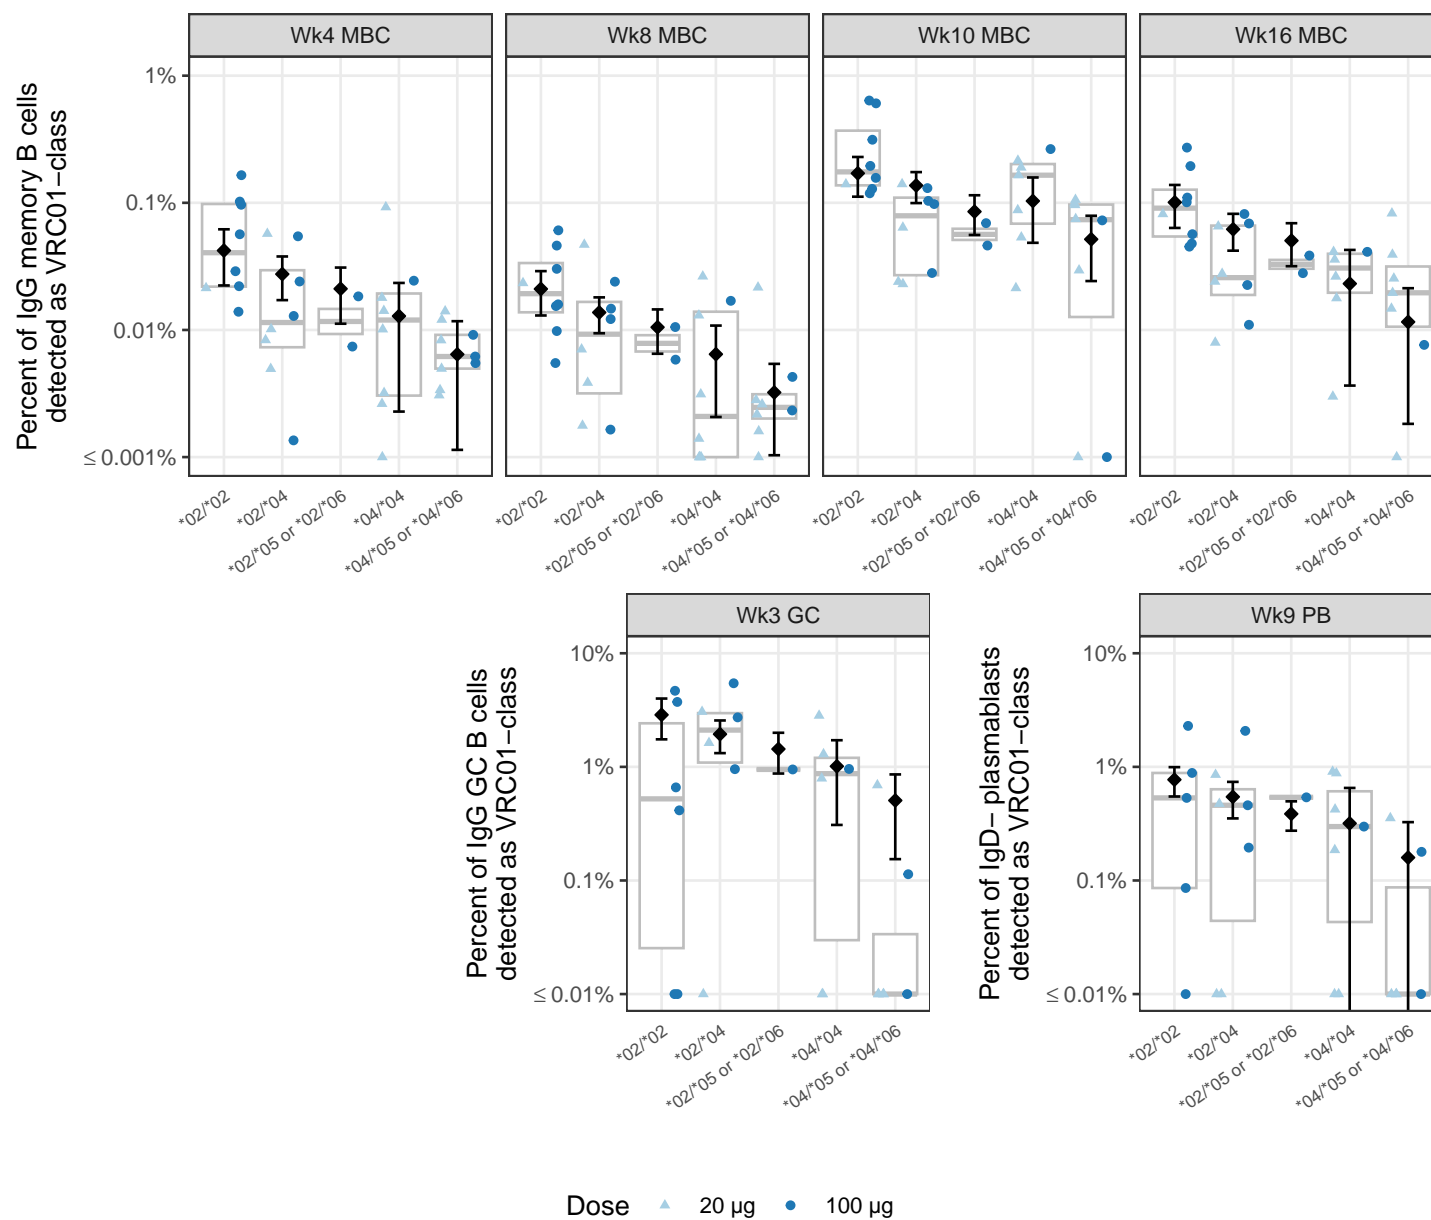 Wk4 MBC
Wk8 MBC
Wk10 MBC
Wk16 MBC
Percent of IgG memory B cells
detected as VRC01−class
1%
0.1%
0.01%
≤ 0.001%
*02/*02
*02/*04
*02/*05 or *02/*06
*04/*04
*04/*05 or *04/*06
*02/*02
*02/*04
*02/*05 or *02/*06
*04/*04
*04/*05 or *04/*06
*02/*02
*02/*04
*02/*05 or *02/*06
*04/*04
*04/*05 or *04/*06
*02/*02
*02/*04
*02/*05 or *02/*06
*04/*04
*04/*05 or *04/*06
Wk3 GC
Percent of IgG GC B cells
detected as VRC01−class
10%
1%
0.1%
≤ 0.01%
*02/*02
*02/*04
*02/*05 or *02/*06
*04/*04
*04/*05 or *04/*06
Wk9 PB
Percent of IgD− plasmablasts
detected as VRC01−class
10%
1%
0.1%
≤ 0.01%
*02/*02
*02/*04
*02/*05 or *02/*06
*04/*04
*04/*05 or *04/*06
Dose 20 µg 100 µg